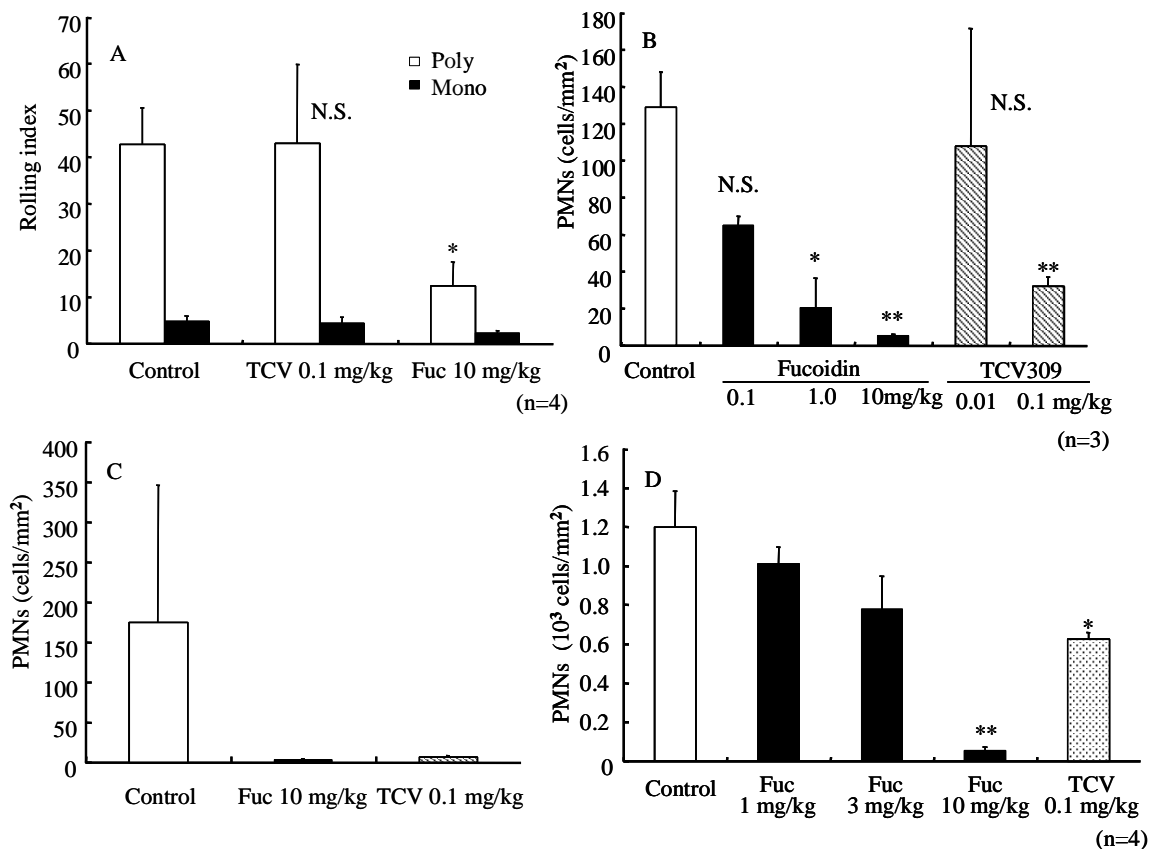 A
Rolling index
70
60
50
40
30
20
10
0
Poly
Mono
N.S.
*
Control
TCV 0.1 mg/kg
Fuc 10 mg/kg
(n=4)
B
PMNs (cells/mm²)
180
160
140
120
100
80
60
40
20
0
N.S.
*
**
N.S.
**
Control
Fucoidin
0.1 1.0 10mg/kg
TCV309
0.01 0.1 mg/kg
(n=3)
C
PMNs (cells/mm²)
400
350
300
250
200
150
100
50
0
Control
Fuc 10 mg/kg
TCV 0.1 mg/kg
D
PMNs (10³ cells/mm²)
1.6
1.4
1.2
1.0
0.8
0.6
0.4
0.2
0
**
*
Control
Fuc
1 mg/kg
Fuc
3 mg/kg
Fuc
10 mg/kg
TCV
0.1 mg/kg
(n=4)